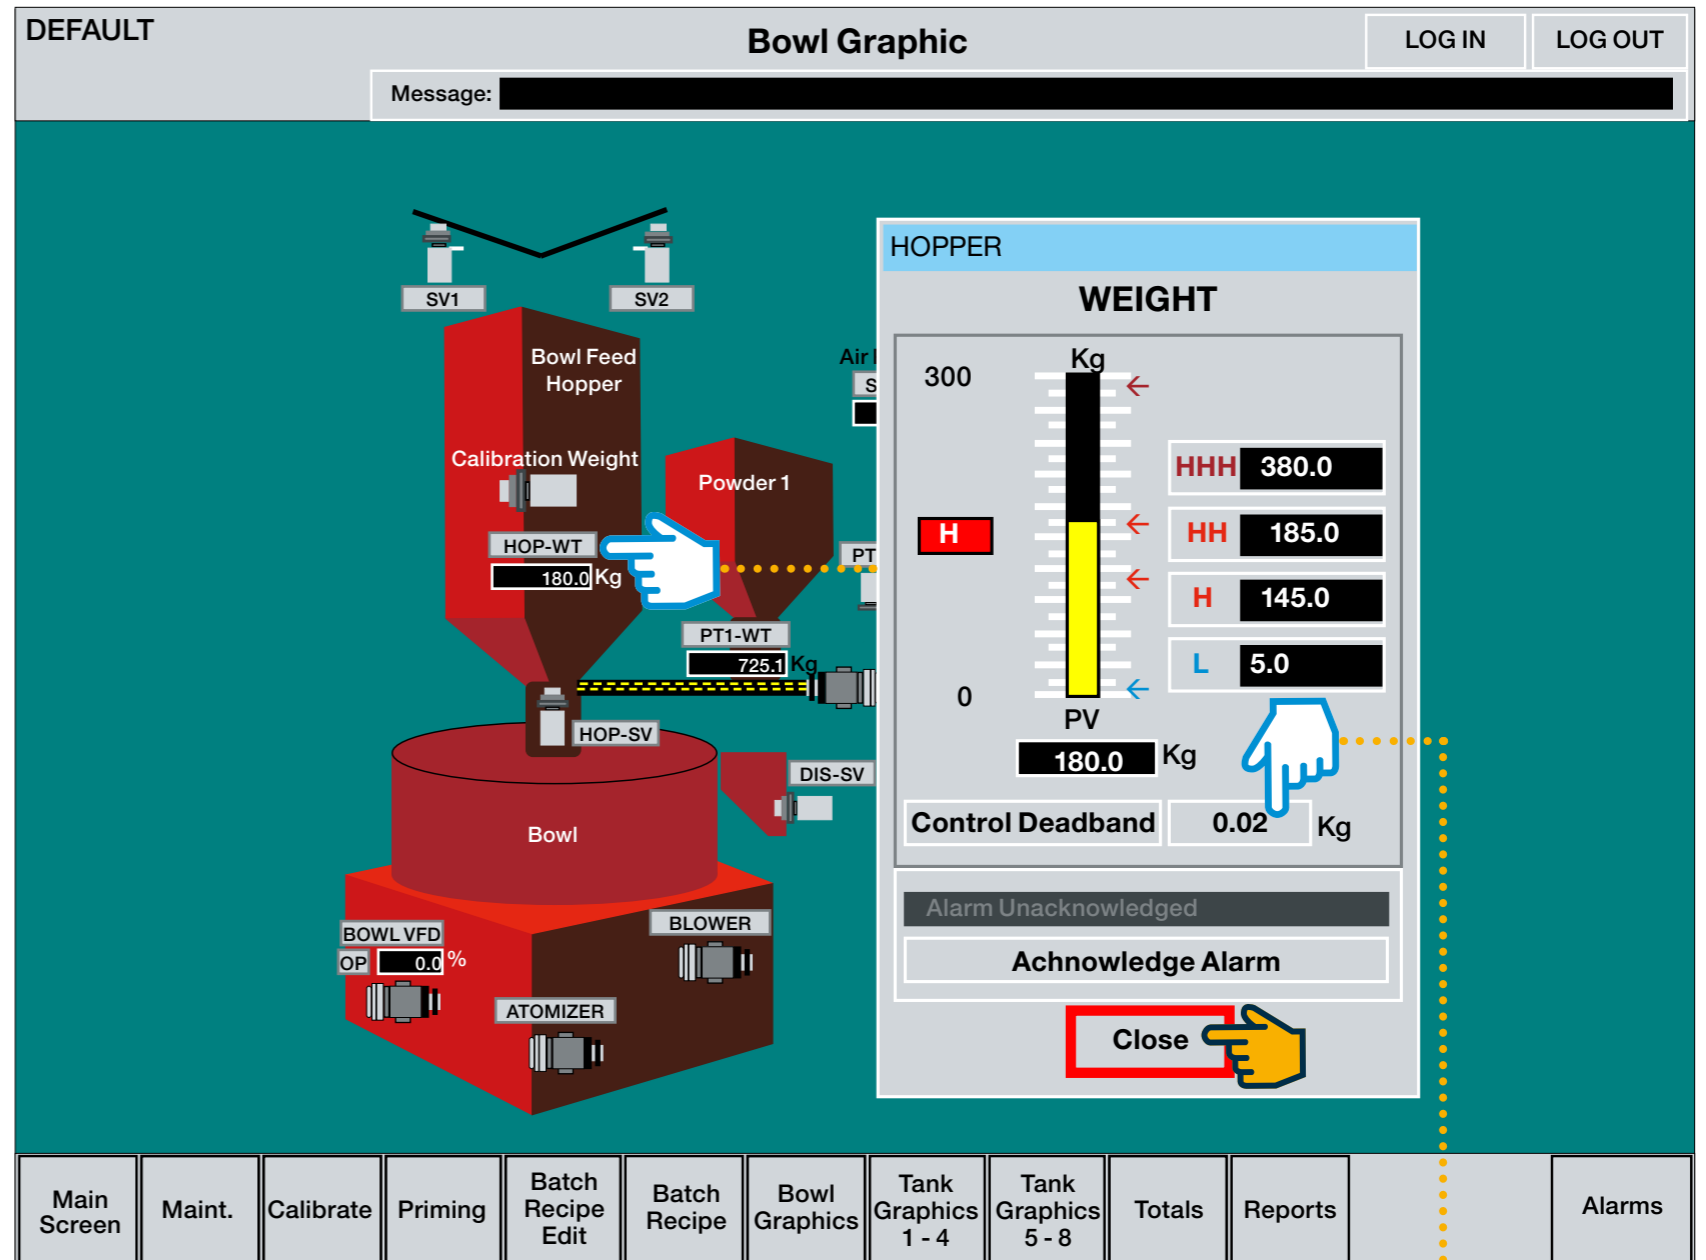 DEFAULT
Bowl Graphic
LOG IN
LOG OUT
Message:
SV1
SV2
Bowl Feed
Hopper
Calibration Weight
HOP-WT
180.0 Kg
Powder 1
Air
S
PT
PT1-WT
725.1 Kg
HOP-SV
DIS-SV
Bowl
BOWL VFD
OP 0.0 %
BLOWER
ATOMIZER
HOPPER
WEIGHT
Kg
300
HHH 380.0
H
HH 185.0
H 145.0
L 5.0
0
PV
180.0 Kg
Control Deadband 0.02 Kg
Alarm Unacknowledged
Achnowledge Alarm
Close
Main
Screen
Maint.
Calibrate
Priming
Batch
Recipe
Edit
Batch
Recipe
Bowl
Graphics
Tank
Graphics
1 - 4
Tank
Graphics
5 - 8
Totals
Reports
Alarms